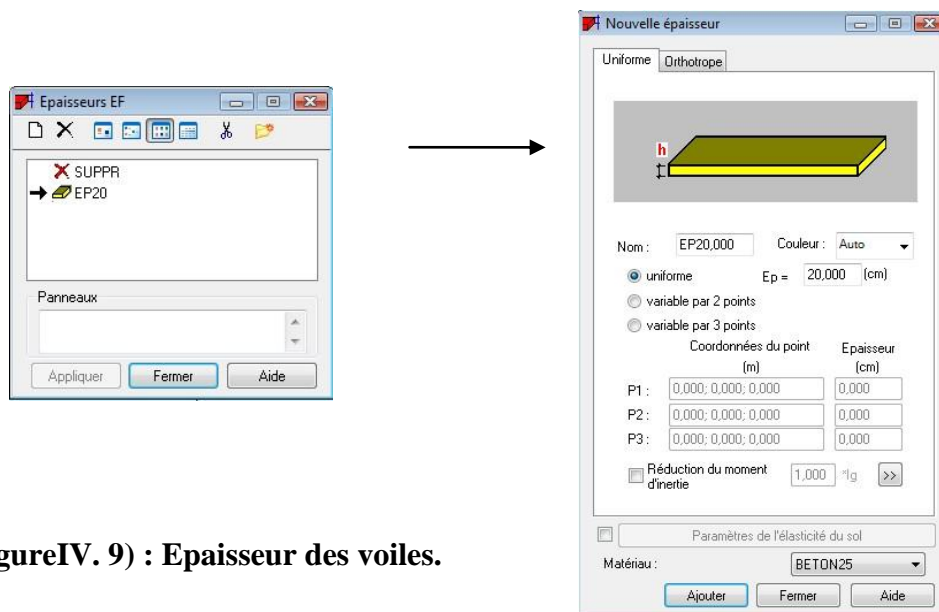 Epaisseurs EF
SUPPR
EP20
Panneaux
Appliquer Fermer Aide
Nouvelle épaisseur
Uniforme Orthotrope
h
Nom : EP20,000 Couleur : Auto
uniforme Ep = 20,000 (cm)
variable par 2 points
variable par 3 points
Coordonnées du point Epaisseur
(m) (cm)
P1 : 0,000; 0,000; 0,000 0,000
P2 : 0,000; 0,000; 0,000 0,000
P3 : 0,000; 0,000; 0,000 0,000
Réduction du moment 1,000 *Ig >>
d'inertie
Paramètres de l'élasticité du sol
Matériau : BETON25
Ajouter Fermer Aide
gureIV. 9) : Epaisseur des voiles.